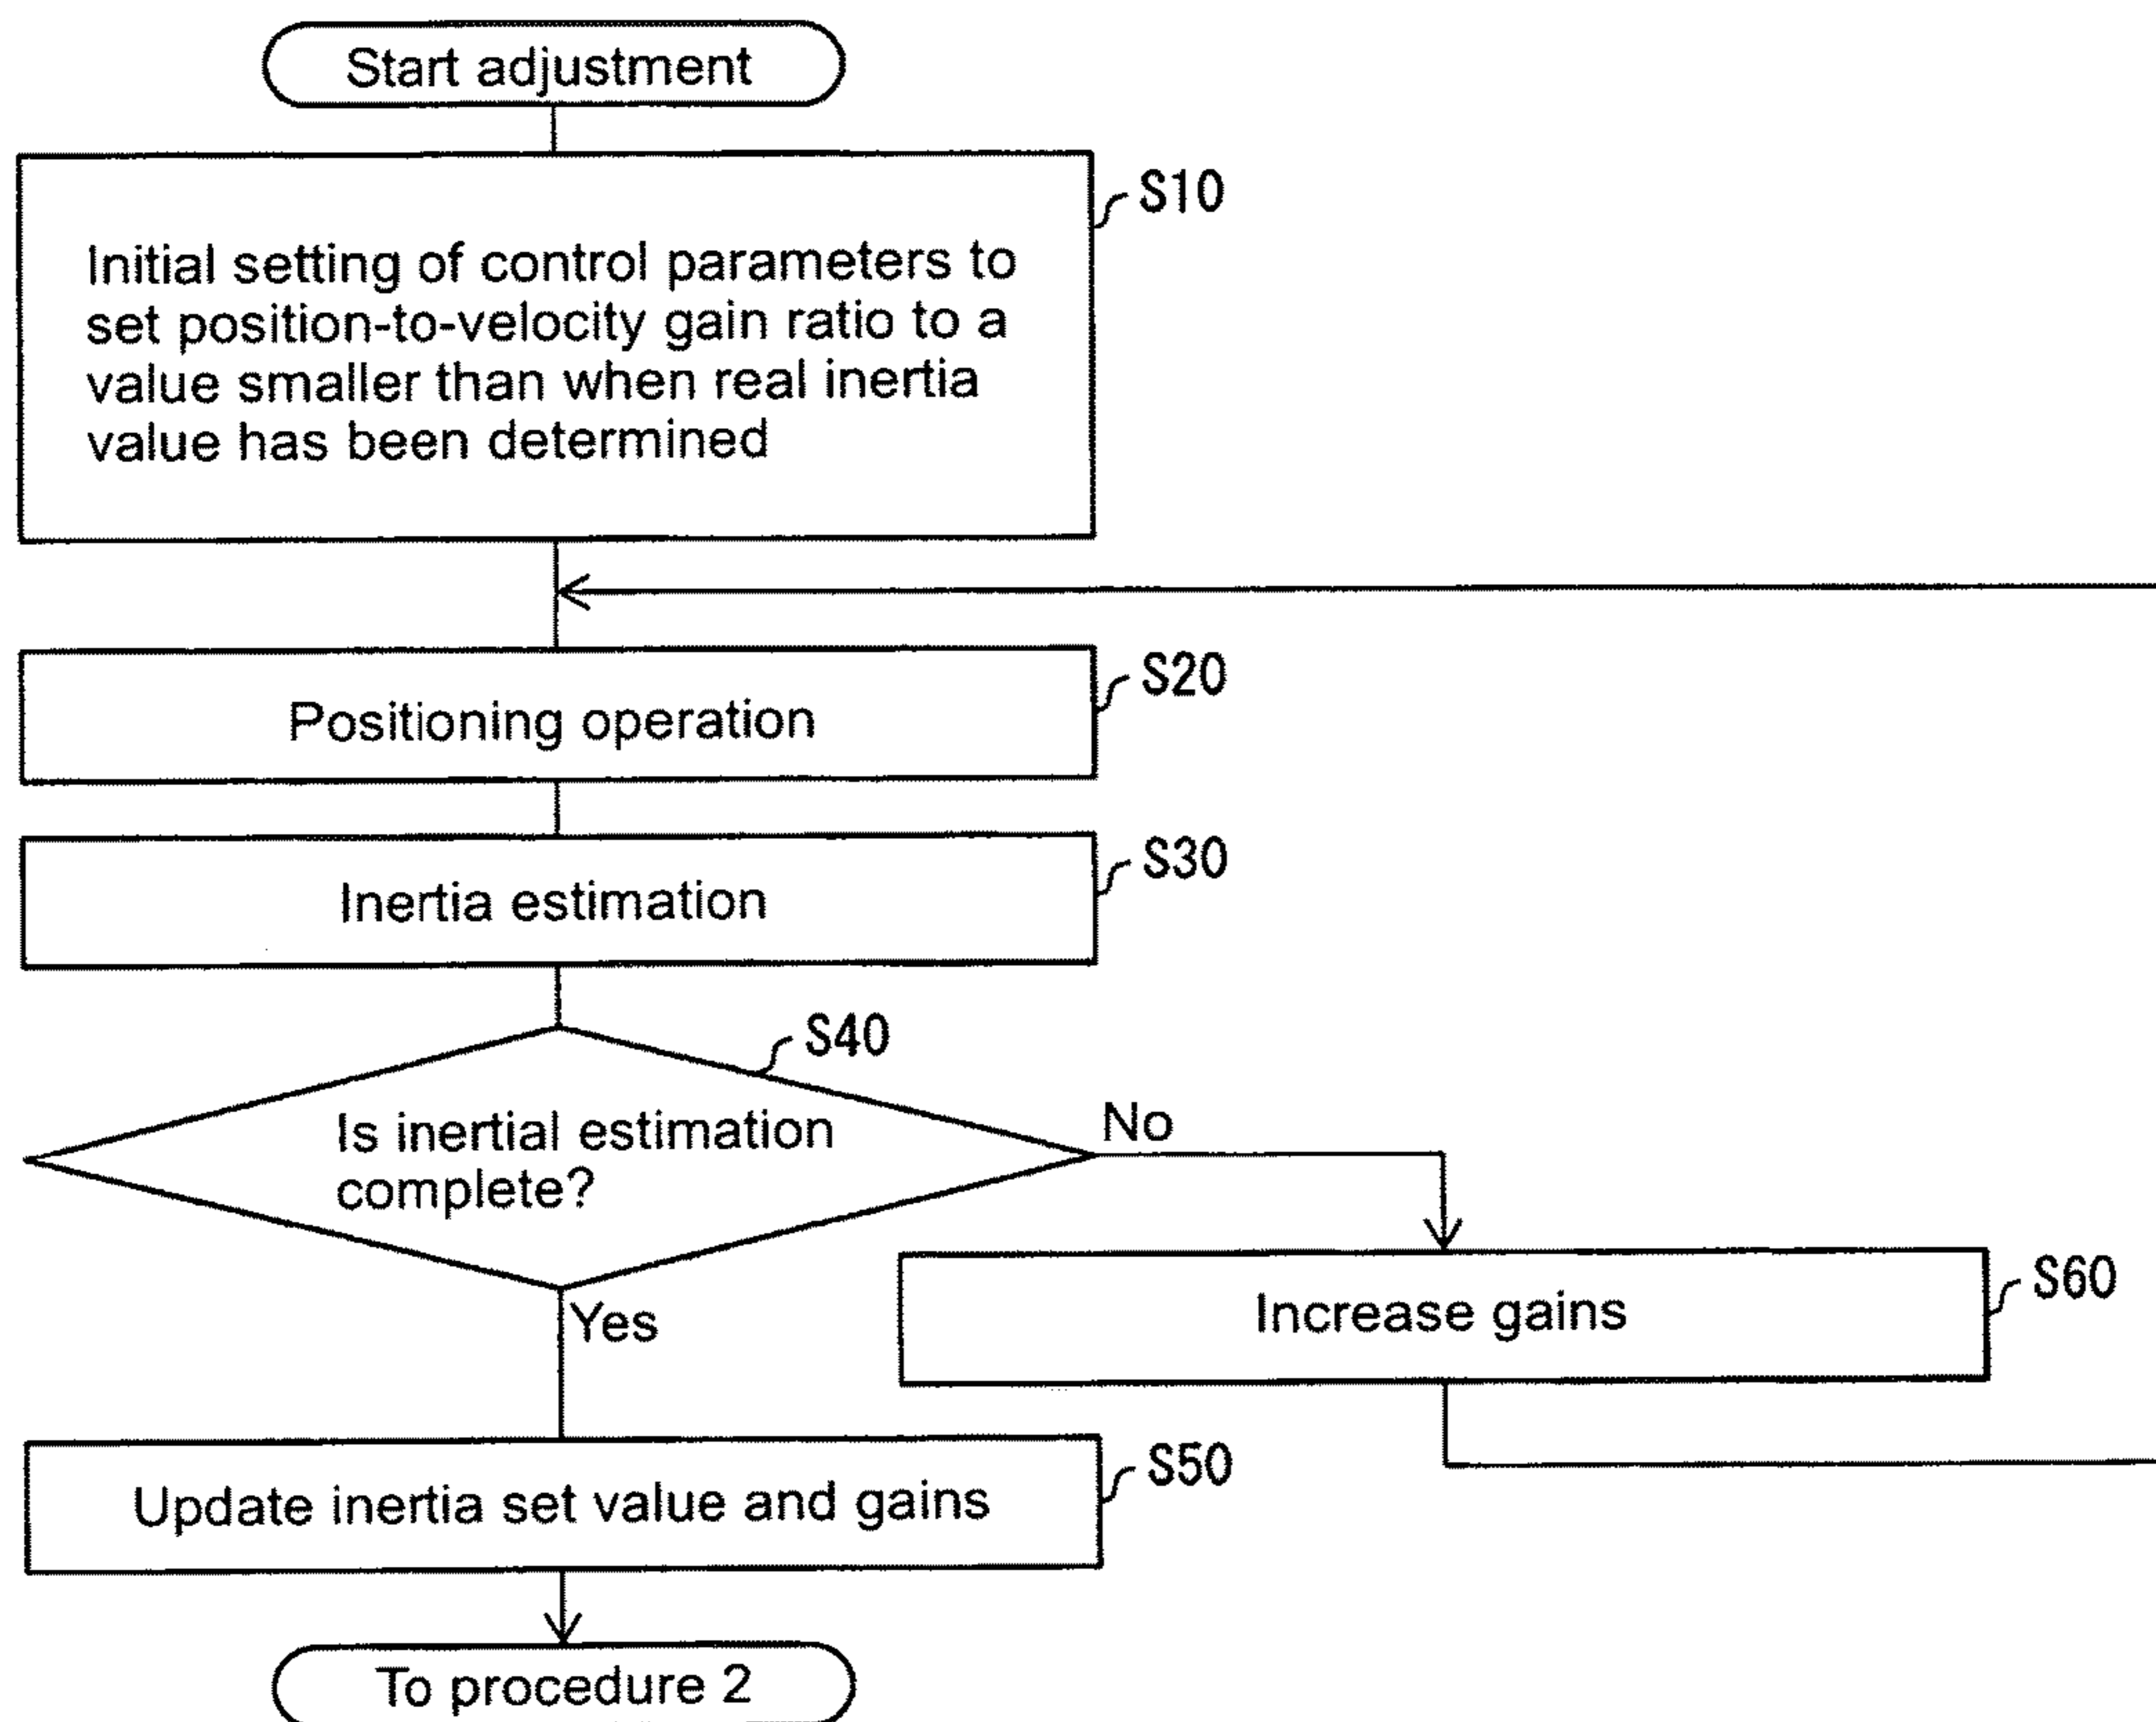 Start adjustment
S10
Initial setting of control parameters to
set position-to-velocity gain ratio to a
value smaller than when real inertia
value has been determined
S20
Positioning operation
S30
Inertia estimation
S40
Is inertial estimation
complete?
No
Yes
S60
Increase gains
S50
Update inertia set value and gains
To procedure 2